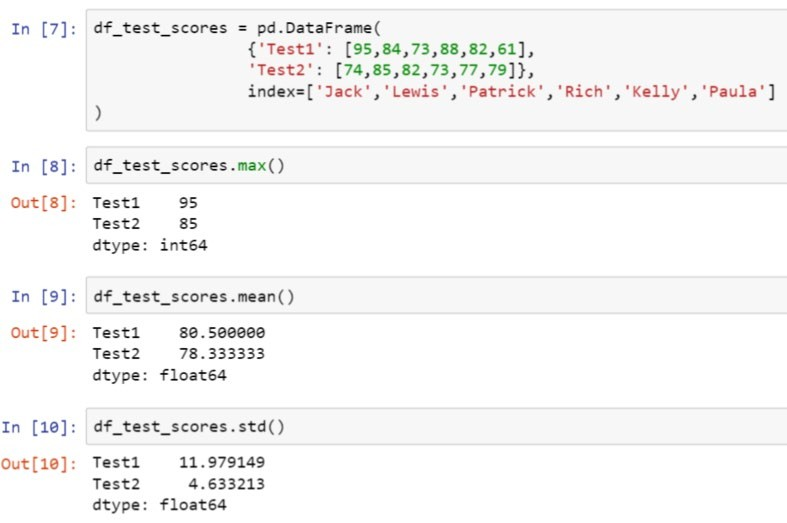 In [7]: df_test_scores = pd.DataFrame(
{'Test1': [95,84,73,88,82,61],
'Test2': [74,85,82,73,77,79]},
index=['Jack','Lewis','Patrick','Rich','Kelly','Paula']
)
In [8]: df_test_scores.max()
Out[8]: Test1    95
Test2    85
dtype: int64
In [9]: df_test_scores.mean()
Out[9]: Test1    80.500000
Test2    78.333333
dtype: float64
In [10]: df_test_scores.std()
Out[10]: Test1    11.979149
Test2     4.633213
dtype: float64